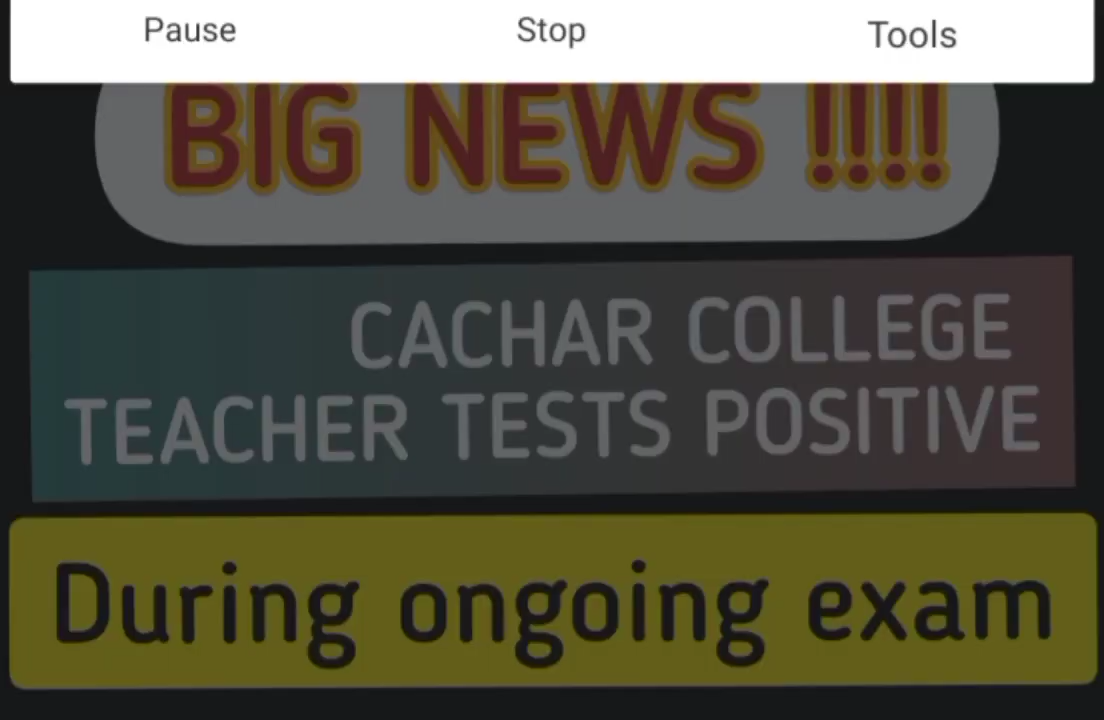 Pause Stop Tools
BIG NEWS !!!!
CACHAR COLLEGE
TEACHER TESTS POSITIVE
During ongoing exam